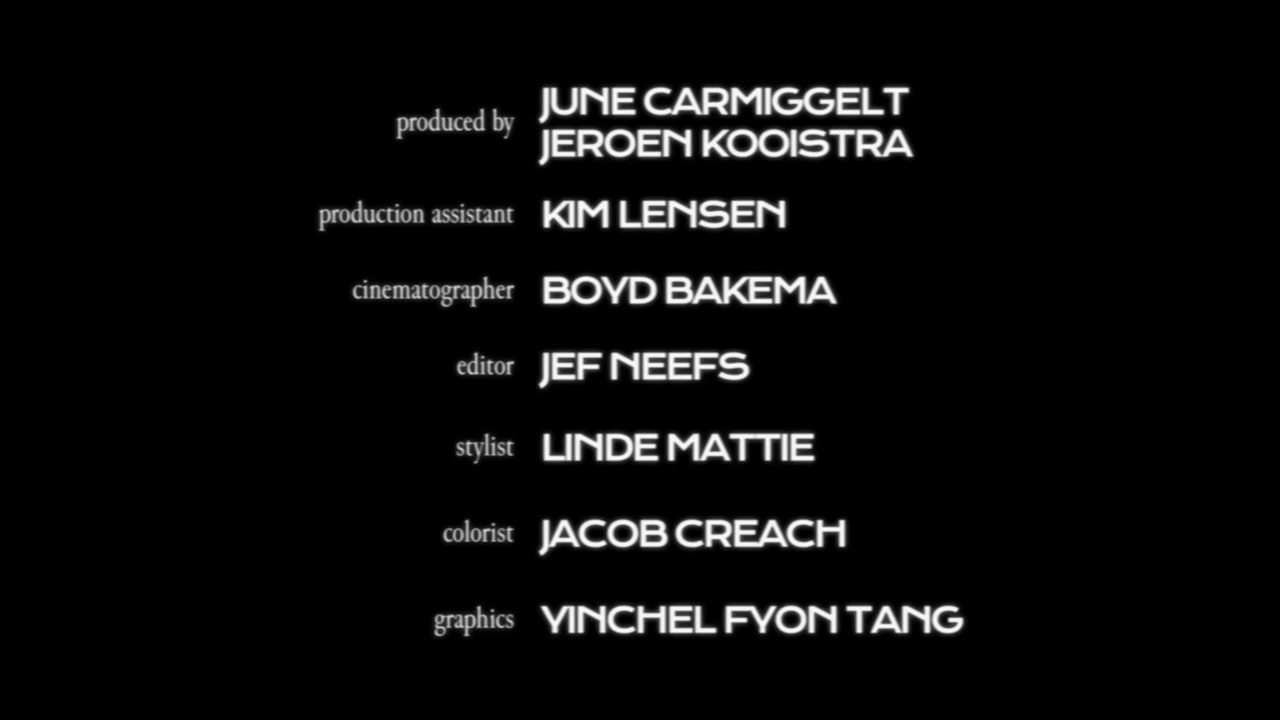 produced by JUNE CARMIGGELT
JEROEN KOOISTRA
production assistant KIM LENSEN
cinematographer BOYD BAKEMA
editor JEF NEEFS
stylist LINDE MATTIE
colorist JACOB CREACH
graphics YINCHEL FYON TANG